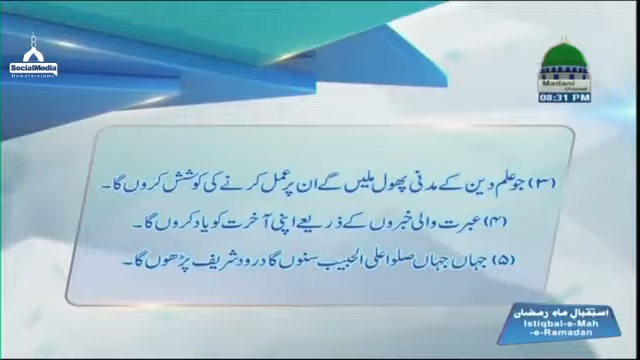 SocialMedia
Dawateislami
Madani
Channel
08:31 PM
(۳) جو علم دین کے مدنی پھول ملیں گے ان پر عمل کرنے کی کوشش کروں گا۔
(۴) عبرت والی خبروں کے ذریعے اپنی آخرت کو یاد کروں گا۔
(۵) جہاں جہاں صلوا علی الحبیب سنوں گا درود شریف پڑھوں گا۔
استقبال ماہ رمضان
Istiqbal-e-Mah
-e-Ramadan